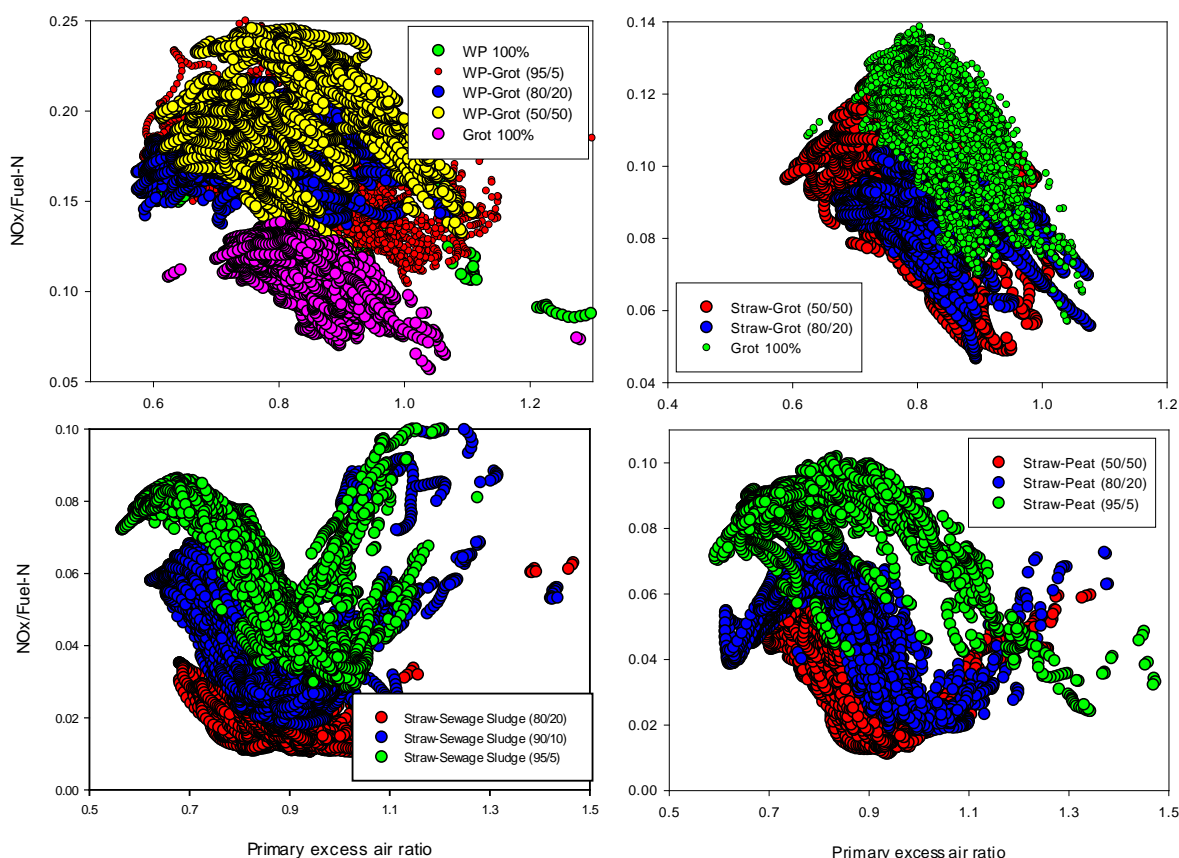 0.25
0.20
0.15
0.10
0.05
NOx/Fuel-N
0.6
0.8
1.0
1.2
WP 100%
WP-Grot (95/5)
WP-Grot (80/20)
WP-Grot (50/50)
Grot 100%
0.14
0.12
0.10
0.08
0.06
0.04
0.4
0.6
0.8
1.0
1.2
Straw-Grot (50/50)
Straw-Grot (80/20)
Grot 100%
0.10
0.08
0.06
0.04
0.02
0.00
NOx/Fuel-N
0.5
0.7
0.9
1.1
1.3
1.5
Straw-Sewage Sludge (80/20)
Straw-Sewage Sludge (90/10)
Straw-Sewage Sludge (95/5)
Primary excess air ratio
0.10
0.08
0.06
0.04
0.02
0.00
0.5
0.7
0.9
1.1
1.3
1.5
Straw-Peat (50/50)
Straw-Peat (80/20)
Straw-Peat (95/5)
Primary excess air ratio